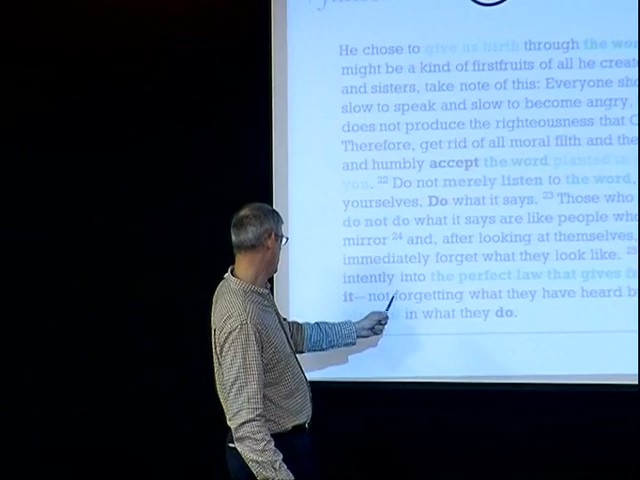 He chose to give us birth through the wor
might be a kind of firstfruits of all he creat
and sisters, take note of this: Everyone sho
slow to speak and slow to become angry,
does not produce the righteousness that G
Therefore, get rid of all moral filth and the
and humbly accept the word planted in
you. 22 Do not merely listen to the word,
yourselves. Do what it says. 23 Those who
do not do what it says are like people who
mirror 24 and, after looking at themselves,
immediately forget what they look like. 25
intently into the perfect law that gives fr
it—not forgetting what they have heard b
in what they do.